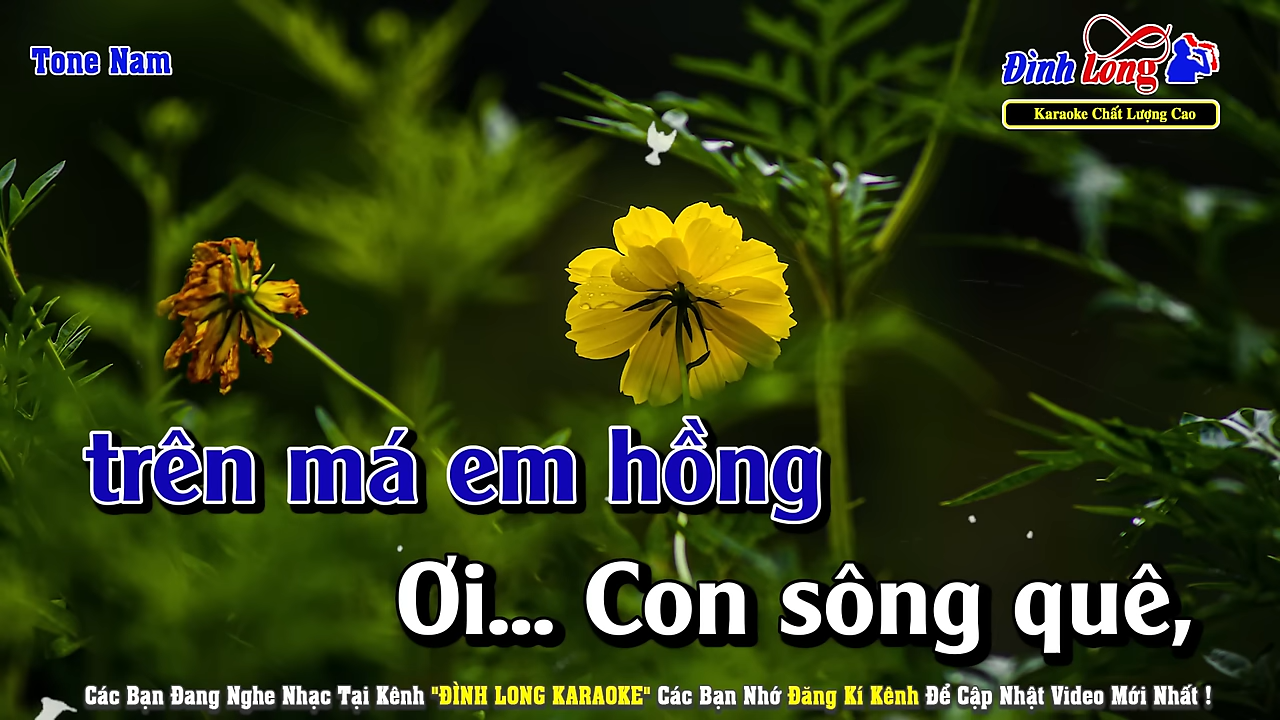 Tone Nam
Đình Long
Karaoke Chất Lượng Cao
trên má em hồng
Ơi... Con sông quê,
Các Bạn Đang Nghe Nhạc Tại Kênh "ĐÌNH LONG KARAOKE" Các Bạn Nhớ Đăng Kí Kênh Để Cập Nhật Video Mới Nhất !